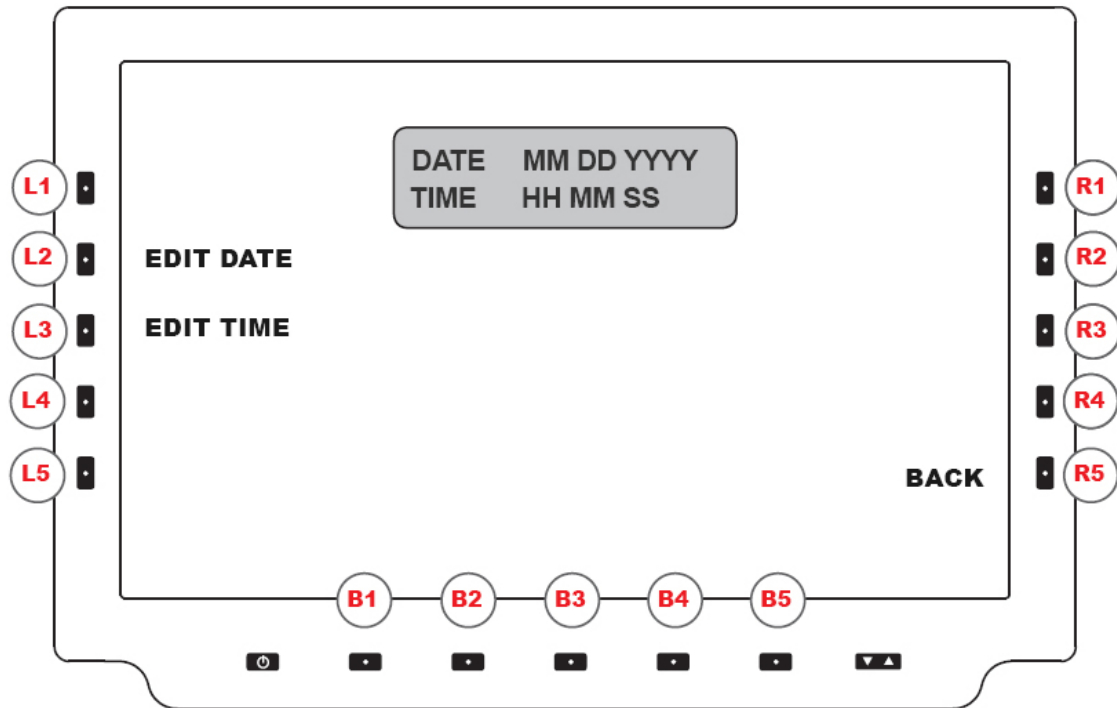 DATE MM DD YYYY
TIME HH MM SS
L1
R1
L2
EDIT DATE
R2
L3
EDIT TIME
R3
L4
R4
L5
BACK
R5
B1
B2
B3
B4
B5